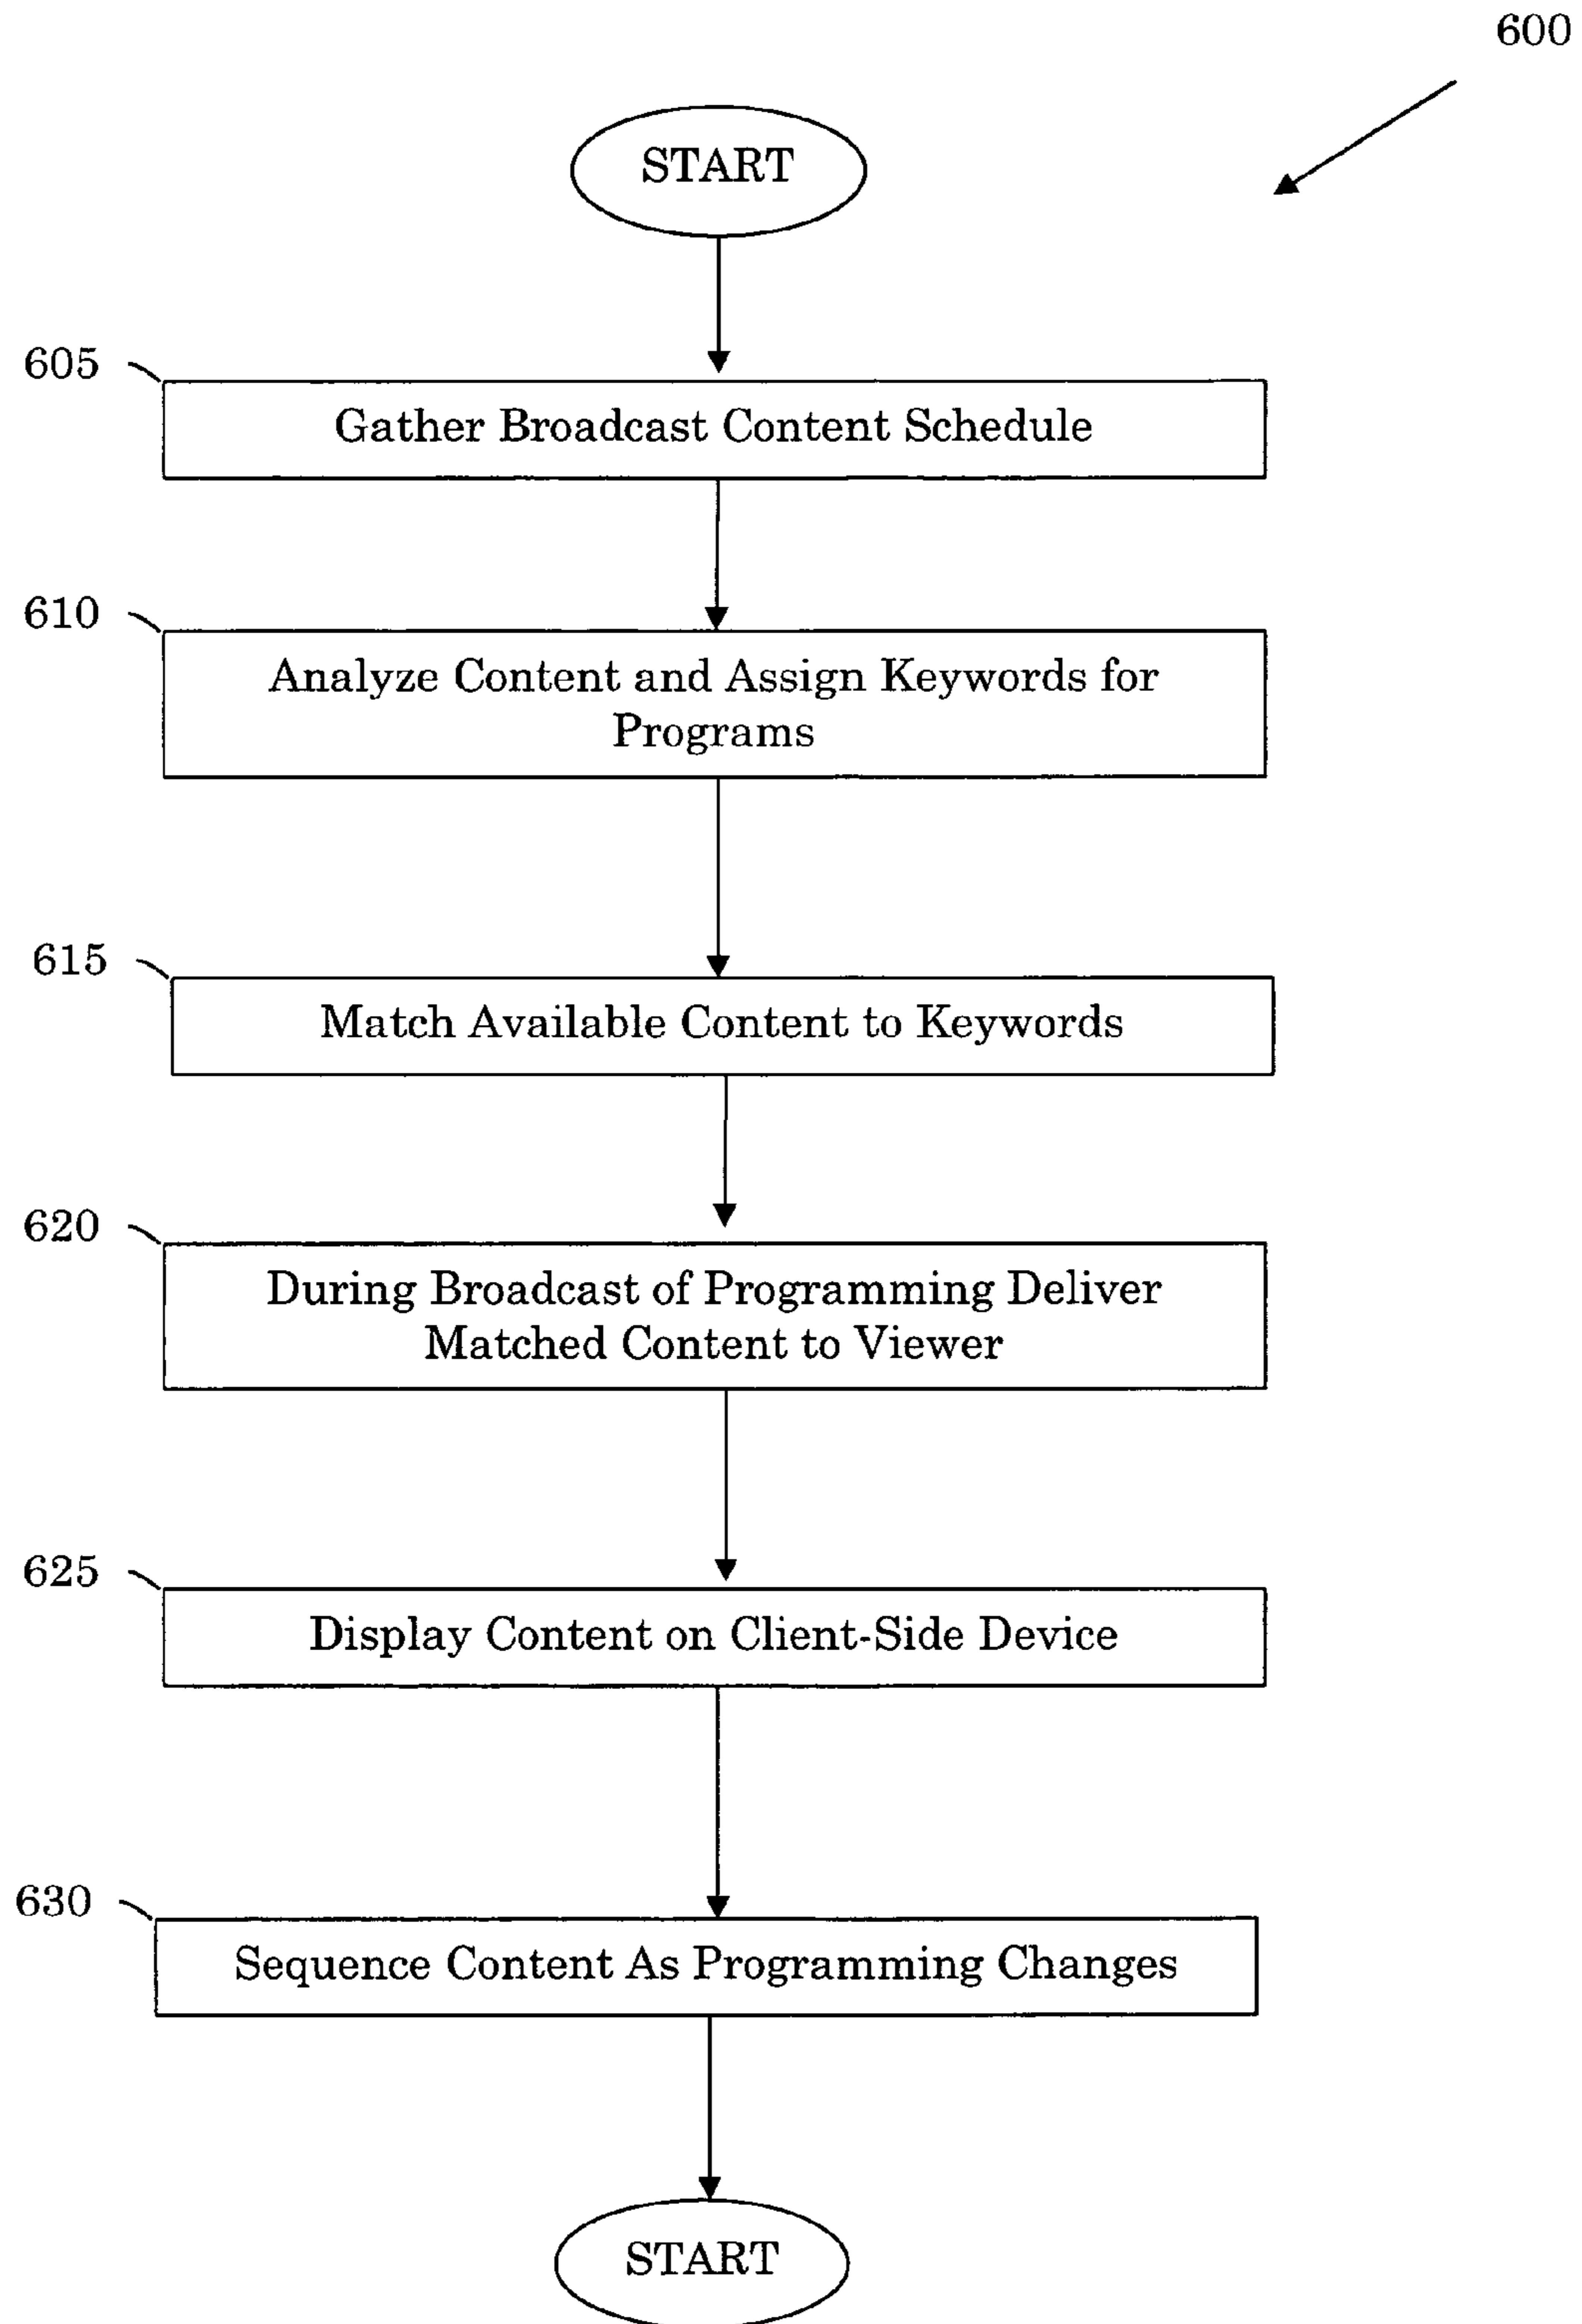 600
START
605
Gather Broadcast Content Schedule
610
Analyze Content and Assign Keywords for
Programs
615
Match Available Content to Keywords
620
During Broadcast of Programming Deliver
Matched Content to Viewer
625
Display Content on Client-Side Device
630
Sequence Content As Programming Changes
START